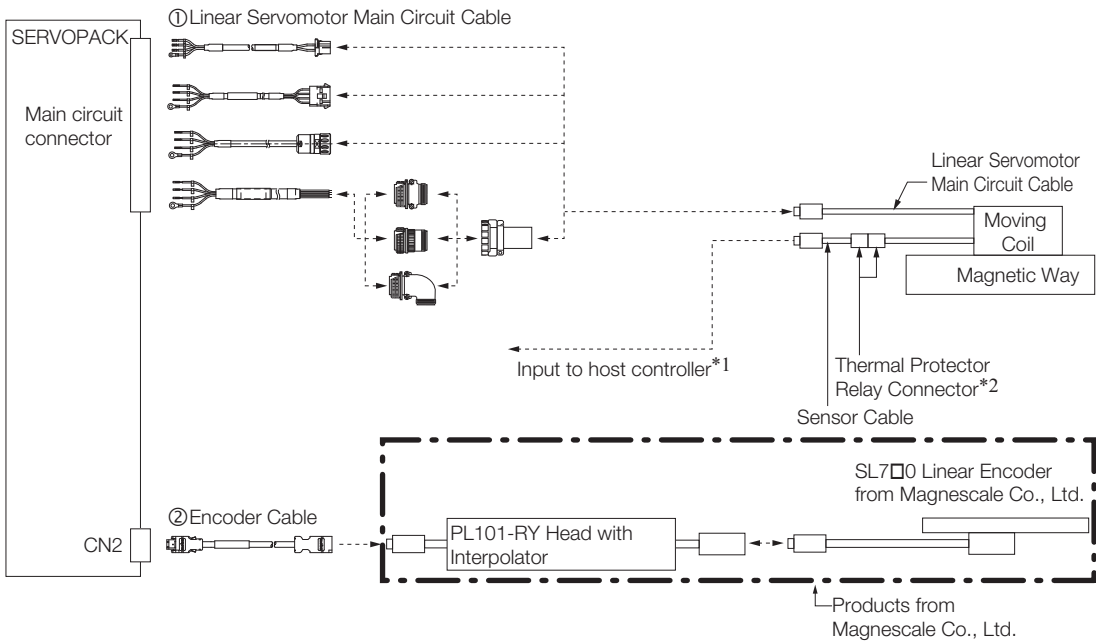 ①Linear Servomotor Main Circuit Cable
SERVOPACK
Main circuit
connector
Linear Servomotor
Main Circuit Cable
Moving
Coil
Magnetic Way
Input to host controller*1
Thermal Protector
Relay Connector*2
Sensor Cable
SL7□0 Linear Encoder
from Magnescale Co., Ltd.
②Encoder Cable
CN2
PL101-RY Head with
Interpolator
Products from
Magnescale Co., Ltd.